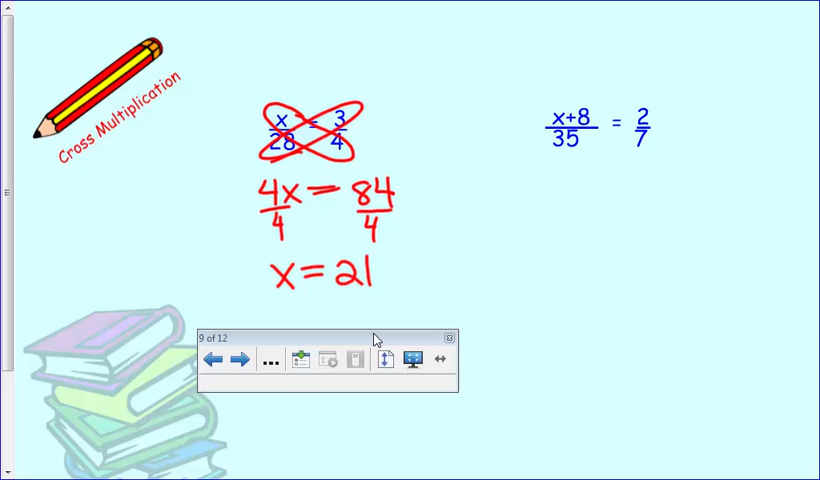 Cross Multiplication
x/28 = 3/4
4x = 84
4 4
x = 21
x+8/35 = 2/7
9 of 12
...